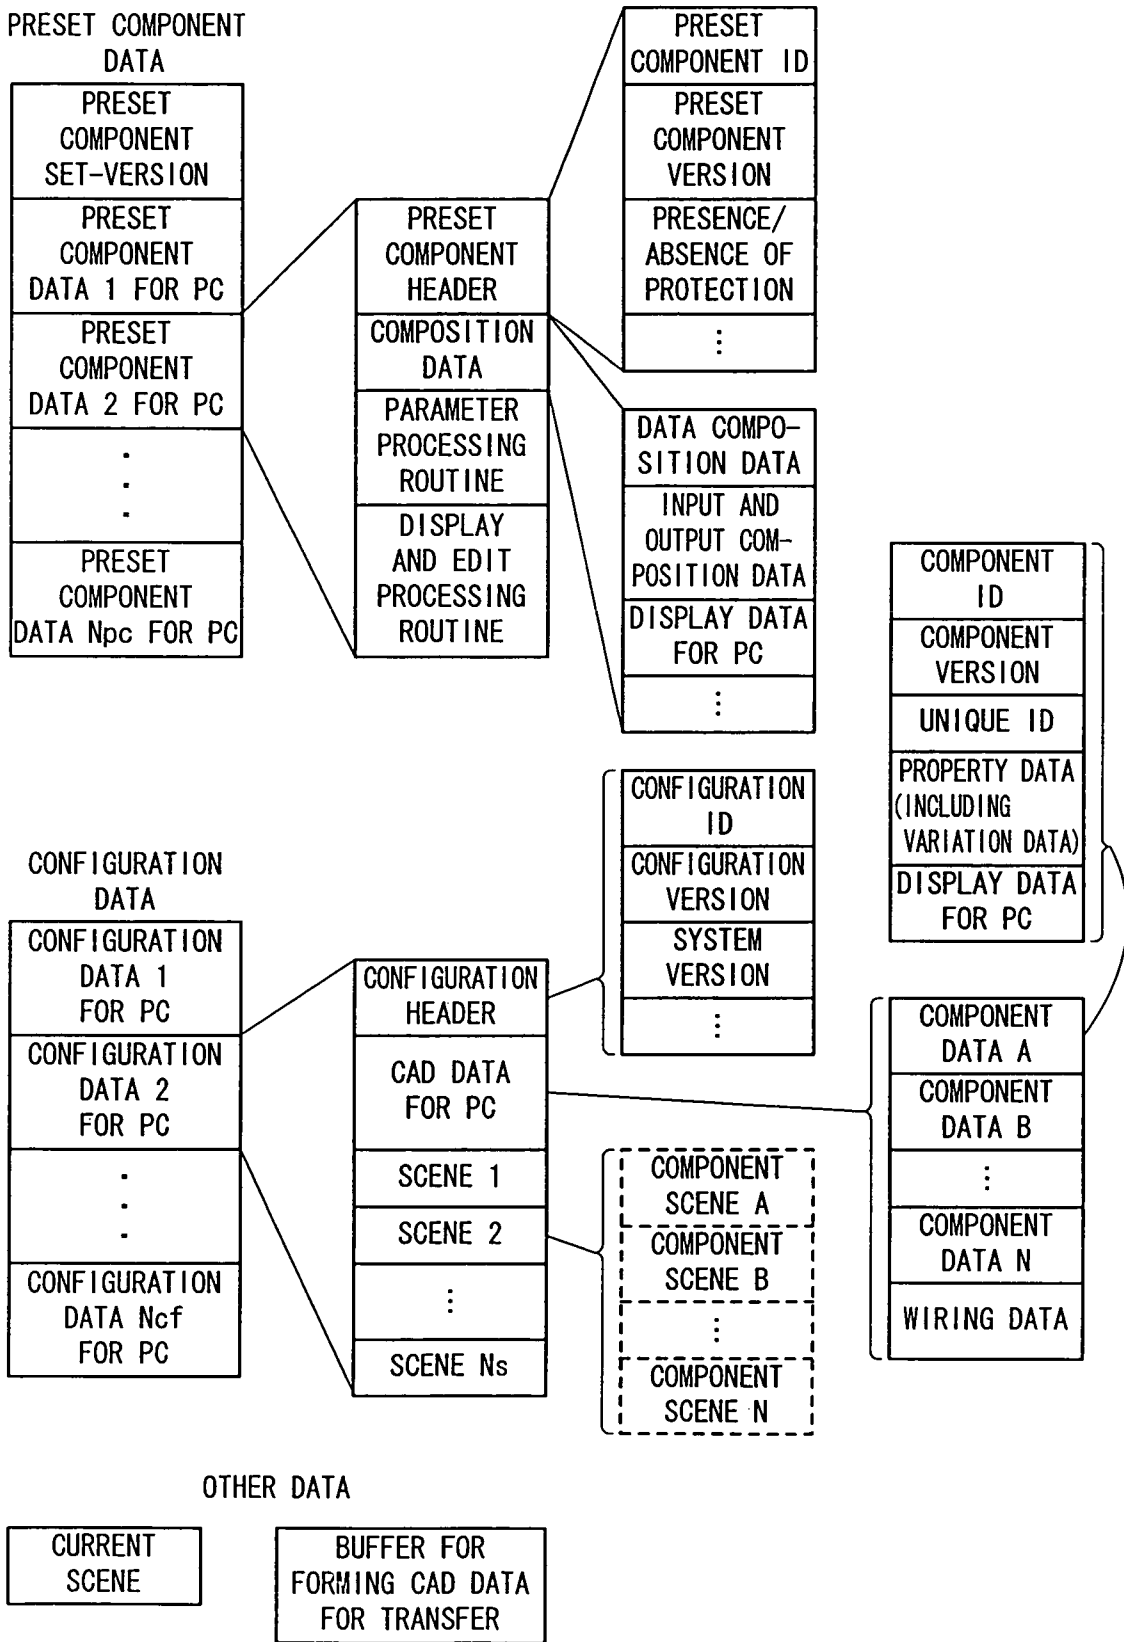 PRESET COMPONENT
DATA
PRESET
COMPONENT
SET-VERSION
PRESET
COMPONENT
DATA 1 FOR PC
PRESET
COMPONENT
DATA 2 FOR PC
⋮
PRESET
COMPONENT
DATA Npc FOR PC
PRESET
COMPONENT
HEADER
COMPOSITION
DATA
PARAMETER
PROCESSING
ROUTINE
DISPLAY
AND EDIT
PROCESSING
ROUTINE
PRESET
COMPONENT ID
PRESET
COMPONENT
VERSION
PRESENCE/
ABSENCE OF
PROTECTION
⋮
DATA COMPO-
SITION DATA
INPUT AND
OUTPUT COM-
POSITION DATA
DISPLAY DATA
FOR PC
⋮
CONFIGURATION
DATA
CONFIGURATION
DATA 1
FOR PC
CONFIGURATION
DATA 2
FOR PC
⋮
CONFIGURATION
DATA Ncf
FOR PC
CONFIGURATION
HEADER
CAD DATA
FOR PC
SCENE 1
SCENE 2
⋮
SCENE Ns
CONFIGURATION
ID
CONFIGURATION
VERSION
SYSTEM
VERSION
⋮
COMPONENT
SCENE A
COMPONENT
SCENE B
⋮
COMPONENT
SCENE N
COMPONENT
ID
COMPONENT
VERSION
UNIQUE ID
PROPERTY DATA
(INCLUDING
VARIATION DATA)
DISPLAY DATA
FOR PC
COMPONENT
DATA A
COMPONENT
DATA B
⋮
COMPONENT
DATA N
WIRING DATA
OTHER DATA
CURRENT
SCENE
BUFFER FOR
FORMING CAD DATA
FOR TRANSFER